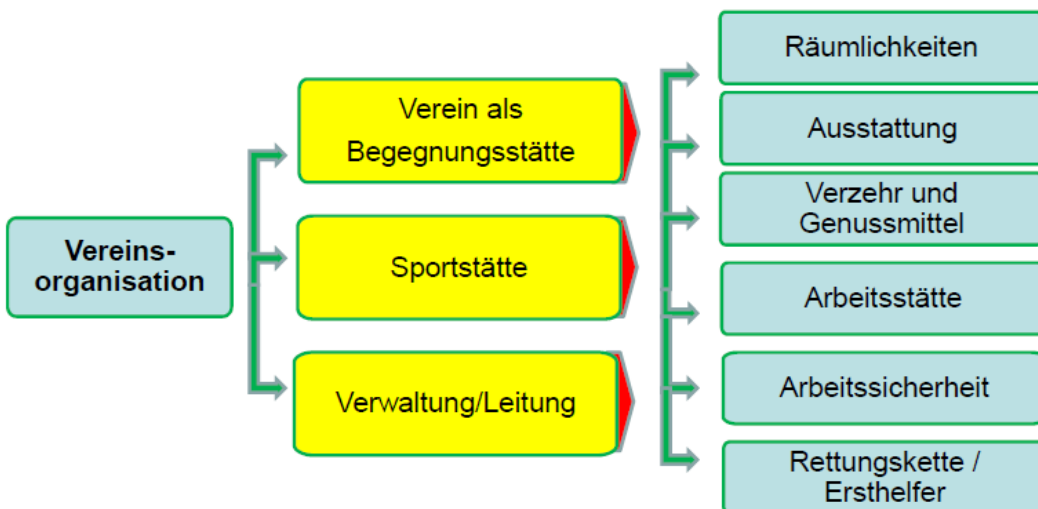 Vereins-
organisation
Verein als
Begegnungsstätte
Sportstätte
Verwaltung/Leitung
Räumlichkeiten
Ausstattung
Verzehr und
Genussmittel
Arbeitsstätte
Arbeitssicherheit
Rettungskette /
Ersthelfer